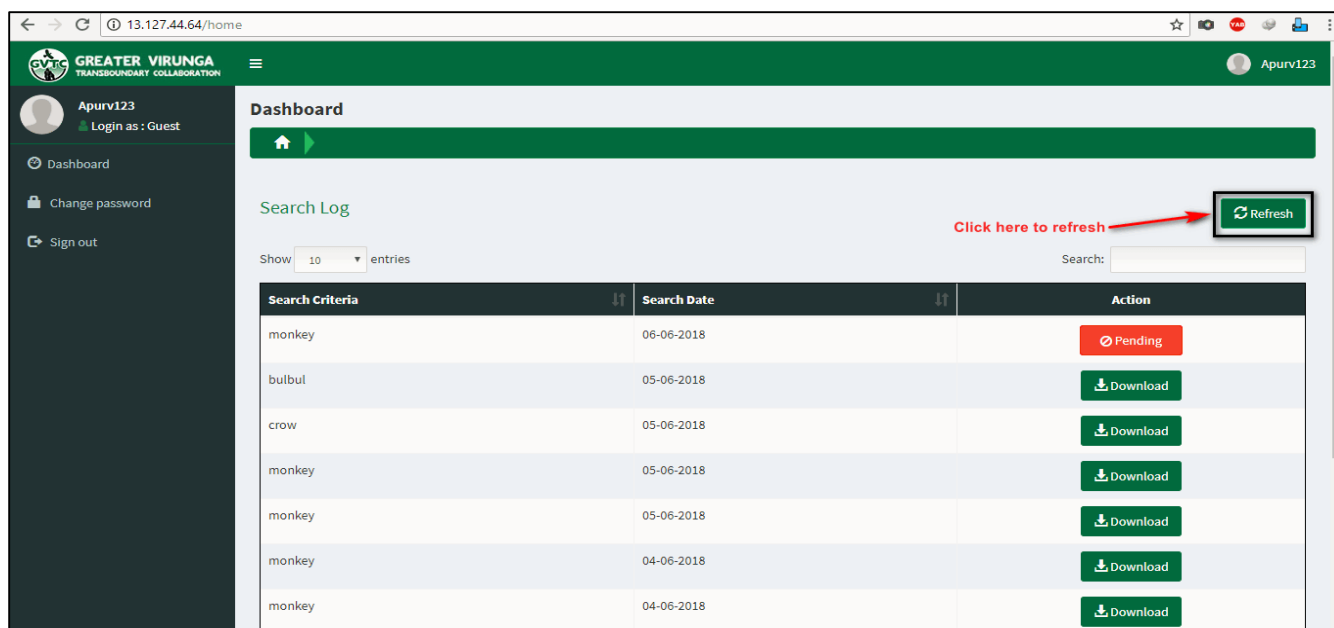 13.127.44.64/home
YAB
GVTC
GREATER VIRUNGA
TRANSBOUNDARY COLLABORATION
Apurv123
Apurv123
Login as : Guest
Dashboard
Change password
Sign out
Dashboard
Search Log
Click here to refresh
Refresh
Show 10 entries
Search:
Search Criteria Search Date Action
monkey 06-06-2018 Pending
bulbul 05-06-2018 Download
crow 05-06-2018 Download
monkey 05-06-2018 Download
monkey 05-06-2018 Download
monkey 04-06-2018 Download
monkey 04-06-2018 Download